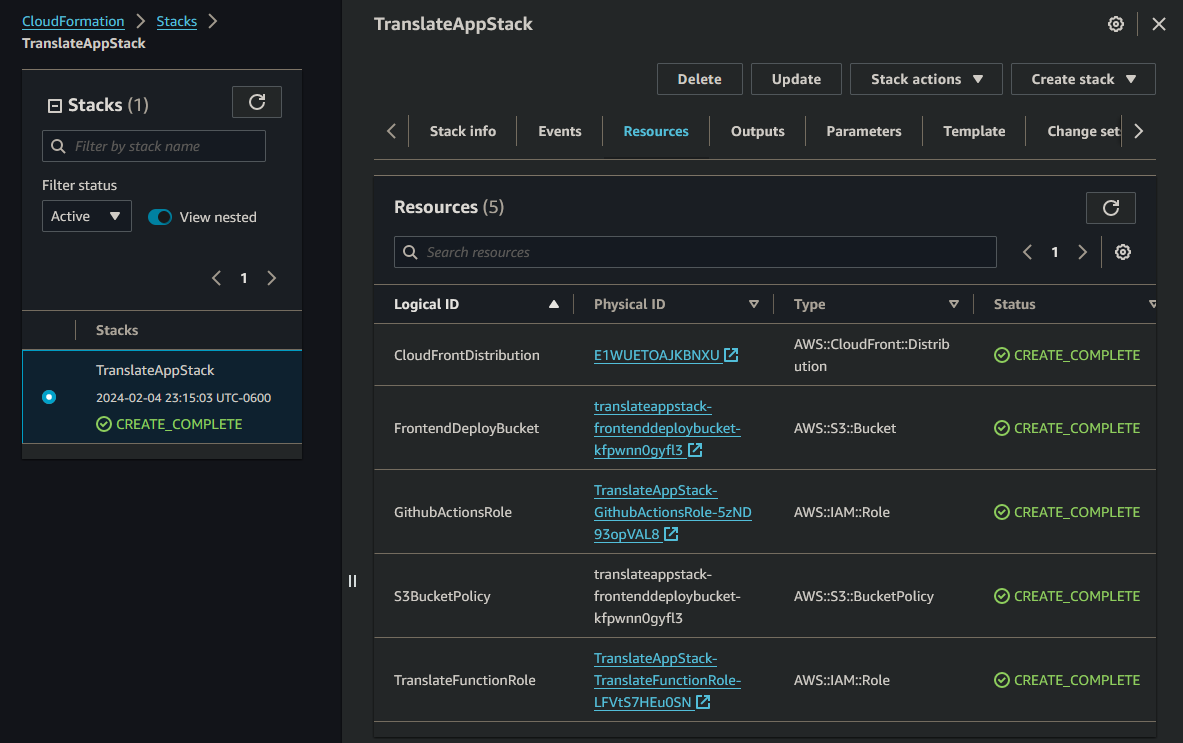 CloudFormation > Stacks >
TranslateAppStack
Stacks (1)
Filter by stack name
Filter status
Active
View nested
1
Stacks
TranslateAppStack
2024-02-04 23:15:03 UTC-0600
CREATE_COMPLETE
TranslateAppStack
Delete
Update
Stack actions
Create stack
Stack info
Events
Resources
Outputs
Parameters
Template
Change set
Resources (5)
Search resources
1
Logical ID
Physical ID
Type
Status
CloudFrontDistribution
E1WUETOAJKBNXU
AWS::CloudFront::Distrib
ution
CREATE_COMPLETE
FrontendDeployBucket
translateappstack-
frontenddeploybucket-
kfpwnn0gyfl3
AWS::S3::Bucket
CREATE_COMPLETE
GithubActionsRole
TranslateAppStack-
GithubActionsRole-5zND
93opVAL8
AWS::IAM::Role
CREATE_COMPLETE
S3BucketPolicy
translateappstack-
frontenddeploybucket-
kfpwnn0gyfl3
AWS::S3::BucketPolicy
CREATE_COMPLETE
TranslateFunctionRole
TranslateAppStack-
TranslateFunctionRole-
LFVtS7HEu0SN
AWS::IAM::Role
CREATE_COMPLETE